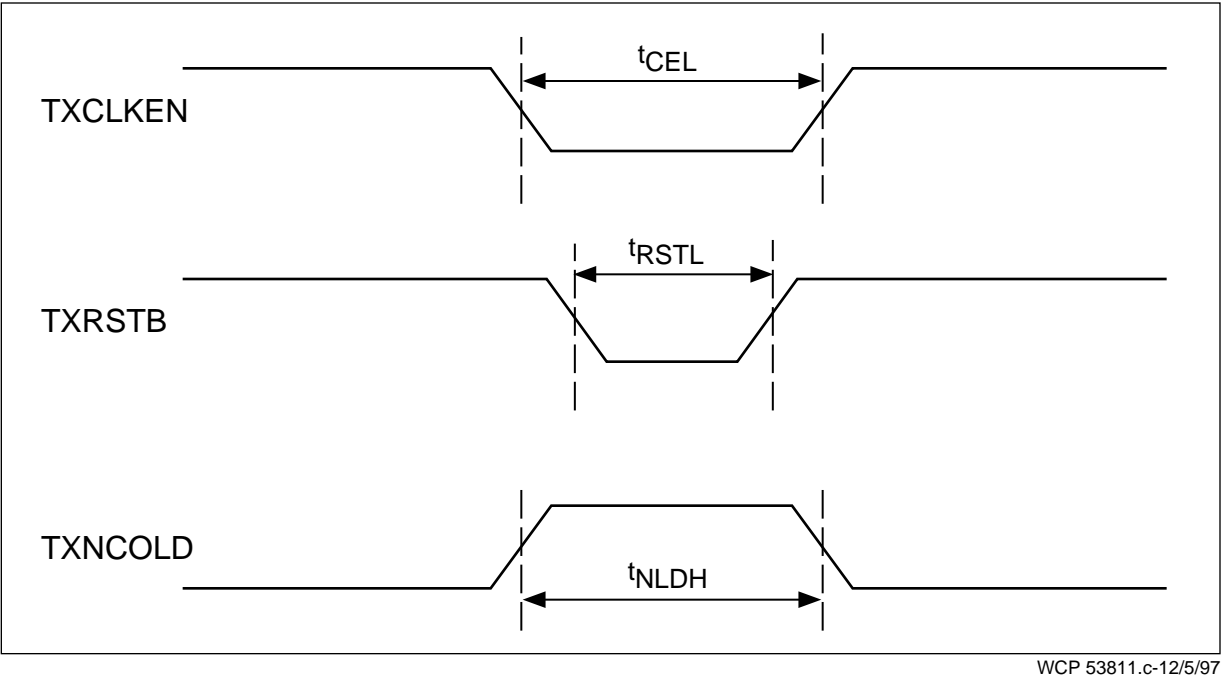 tCEL
TXCLKEN
tRSTL
TXRSTB
TXNCOLD
tNLDH
WCP 53811.c-12/5/97